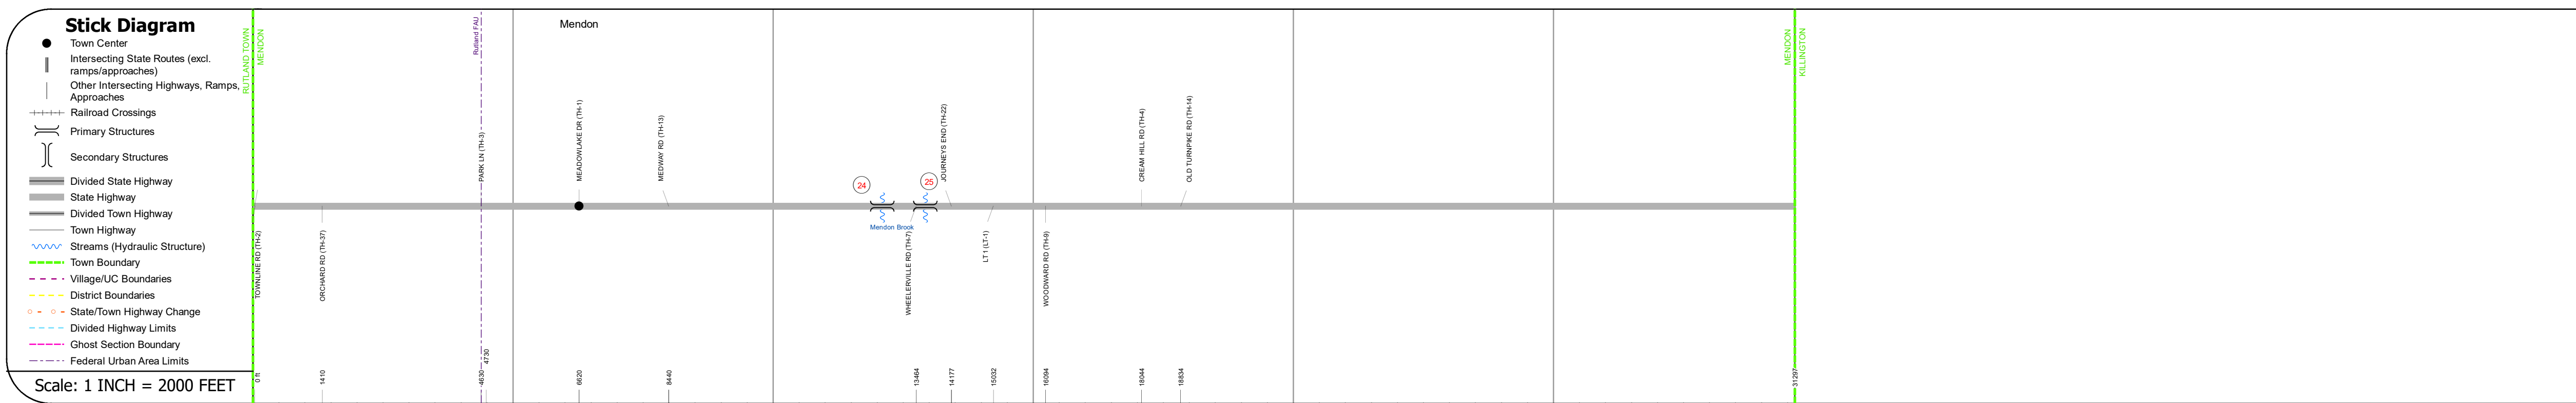 Stick Diagram
Town Center
Intersecting State Routes (excl.
ramps/approaches)
Other Intersecting Highways, Ramps,
Approaches
Railroad Crossings
Primary Structures
Secondary Structures
Divided State Highway
State Highway
Divided Town Highway
Town Highway
Streams (Hydraulic Structure)
Town Boundary
Village/UC Boundaries
District Boundaries
State/Town Highway Change
Divided Highway Limits
Ghost Section Boundary
Federal Urban Area Limits
Scale: 1 INCH = 2000 FEET
RUTLAND TOWN
MENDON
Rutland FAU
Mendon
MENDON
KILLINGTON
PARK LN (TH-3)
MEADOWLAKE DR (TH-1)
MEDWAY RD (TH-13)
24
25
JOURNEYS END (TH-22)
CREAM HILL RD (TH-4)
OLD TURNPIKE RD (TH-14)
Mendon Brook
TOWNLINE RD (TH-2)
ORCHARD RD (TH-37)
WHEELERVILLE RD (TH-7)
LT 1 (LT-1)
WOODWARD RD (TH-9)
0 ft
1410
4630
4730
6620
8440
13464
14177
15032
16094
18044
18834
31297